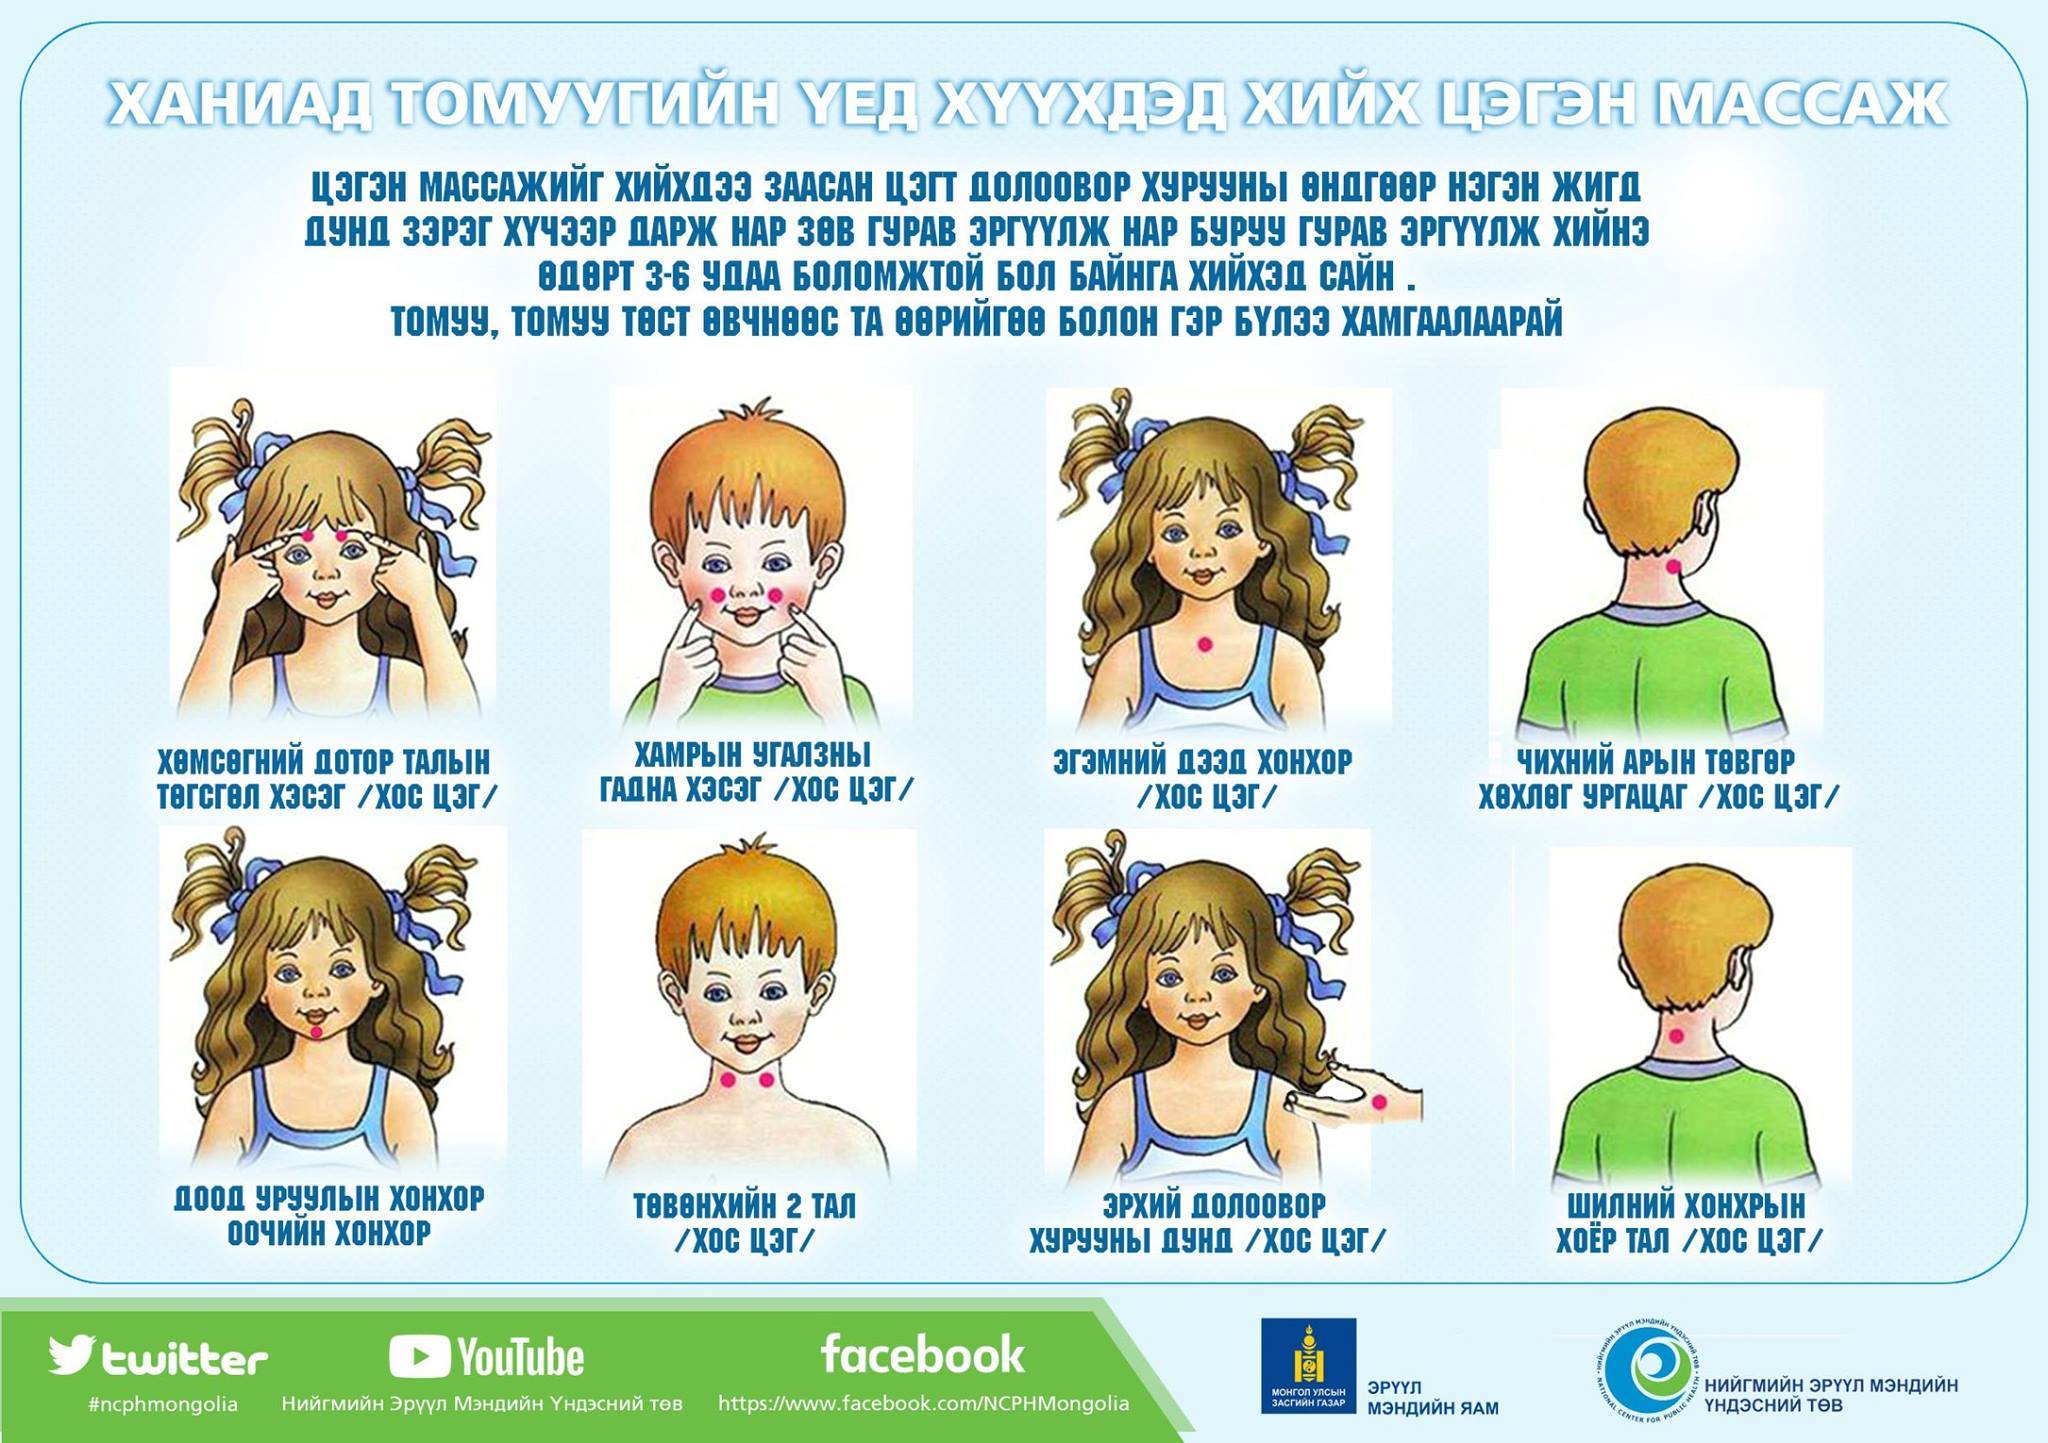 ХАНИАД ТОМУУГИЙН ҮЕД ХҮҮХДЭД ХИЙХ ЦЭГЭН МАССАЖ
ЦЭГЭН МАССАЖИЙГ ХИЙХДЭЭ ЗААСАН ЦЭГТ ДОЛООВОР ХУРУУНЫ ӨНДГӨӨР НЭГЭН ЖИГД
ДУНД ЗЭРЭГ ХҮЧЭЭР ДАРЖ НАР ЗӨВ ГУРАВ ЭРГҮҮЛЖ НАР БУРУУ ГУРАВ ЭРГҮҮЛЖ ХИЙНЭ
ӨДӨРТ 3-6 УДАА БОЛОМЖТОЙ БОЛ БАЙНГА ХИЙХЭД САЙН .
ТОМУУ, ТОМУУ ТӨСТ ӨВЧНӨӨС ТА ӨӨРИЙГӨӨ БОЛОН ГЭР БҮЛЭЭ ХАМГААЛААРАЙ
ХӨМСӨГНИЙ ДОТОР ТАЛЫН
ТӨГСГӨЛ ХЭСЭГ /ХОС ЦЭГ/
ХАМРЫН УГАЛЗНЫ
ГАДНА ХЭСЭГ /ХОС ЦЭГ/
ЭГЭМНИЙ ДЭЭД ХОНХОР
/ХОС ЦЭГ/
ЧИХНИЙ АРЫН ТӨВГӨР
ХӨХЛӨГ УРГАЦАГ /ХОС ЦЭГ/
ДООД УРУУЛЫН ХОНХОР
ООЧИЙН ХОНХОР
ТӨВӨНХИЙН 2 ТАЛ
/ХОС ЦЭГ/
ЭРХИЙ ДОЛООВОР
ХУРУУНЫ ДУНД /ХОС ЦЭГ/
ШИЛНИЙ ХОНХРЫН
ХОЁР ТАЛ /ХОС ЦЭГ/
twitter
#ncphmongolia
YouTube
Нийгмийн Эрүүл Мэндийн Үндэсний төв
facebook
https://www.facebook.com/NCPHMongolia
МОНГОЛ УЛСЫН
ЗАСГИЙН ГАЗАР
ЭРҮҮЛ
МЭНДИЙН ЯАМ
НИЙГМИЙН ЭРҮҮЛ МЭНДИЙН ҮНДЭСНИЙ ТӨВ
NATIONAL CENTER FOR PUBLIC HEALTH
НИЙГМИЙН ЭРҮҮЛ МЭНДИЙН
ҮНДЭСНИЙ ТӨВ